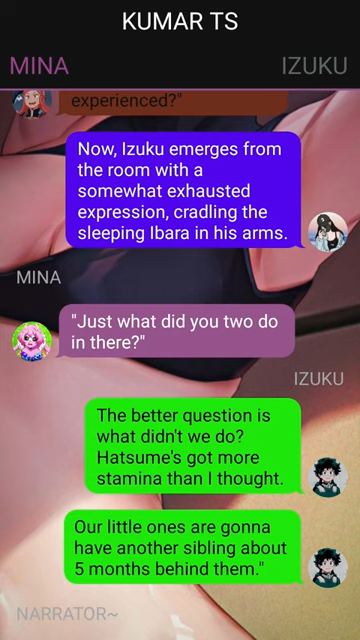 KUMAR TS
MINA
IZUKU
experienced?"
Now, Izuku emerges from
the room with a
somewhat exhausted
expression, cradling the
sleeping Ibara in his arms.
MINA
"Just what did you two do
in there?"
IZUKU
The better question is
what didn't we do?
Hatsume's got more
stamina than I thought.
Our little ones are gonna
have another sibling about
5 months behind them."
NARRATOR~